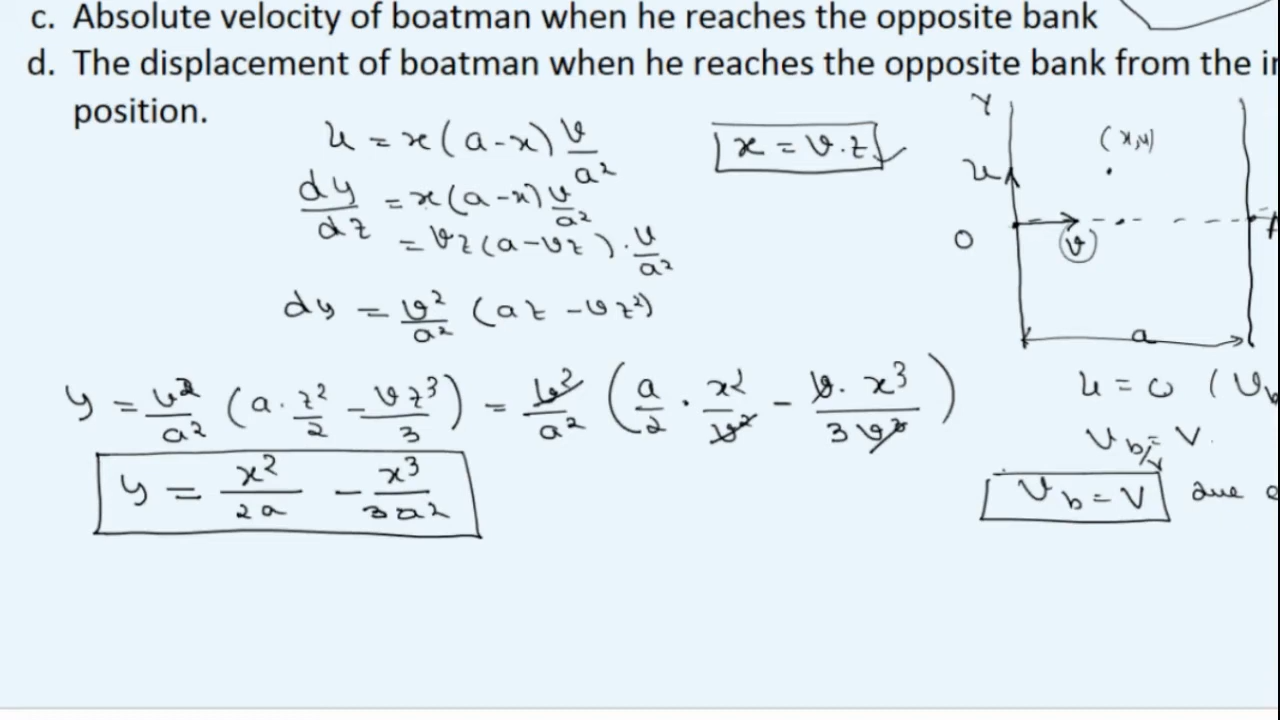 c. Absolute velocity of boatman when he reaches the opposite bank
d. The displacement of boatman when he reaches the opposite bank from the
position.
u = x(a-x) v/a²
x = v.t
dy/dt = x(a-x) v/a²
= vt(a-vt).v/a²
dy = v²/a² (at - vt²)
y = v²/a² (a.t²/2 - vt³/3) = v²/a² (a/2 . x²/v² - v.x³/3v³)
y = x²/2a - x³/3a²
Y
(x,y)
u
O
v
a
u = 0
V b/r = V.
V b = V due